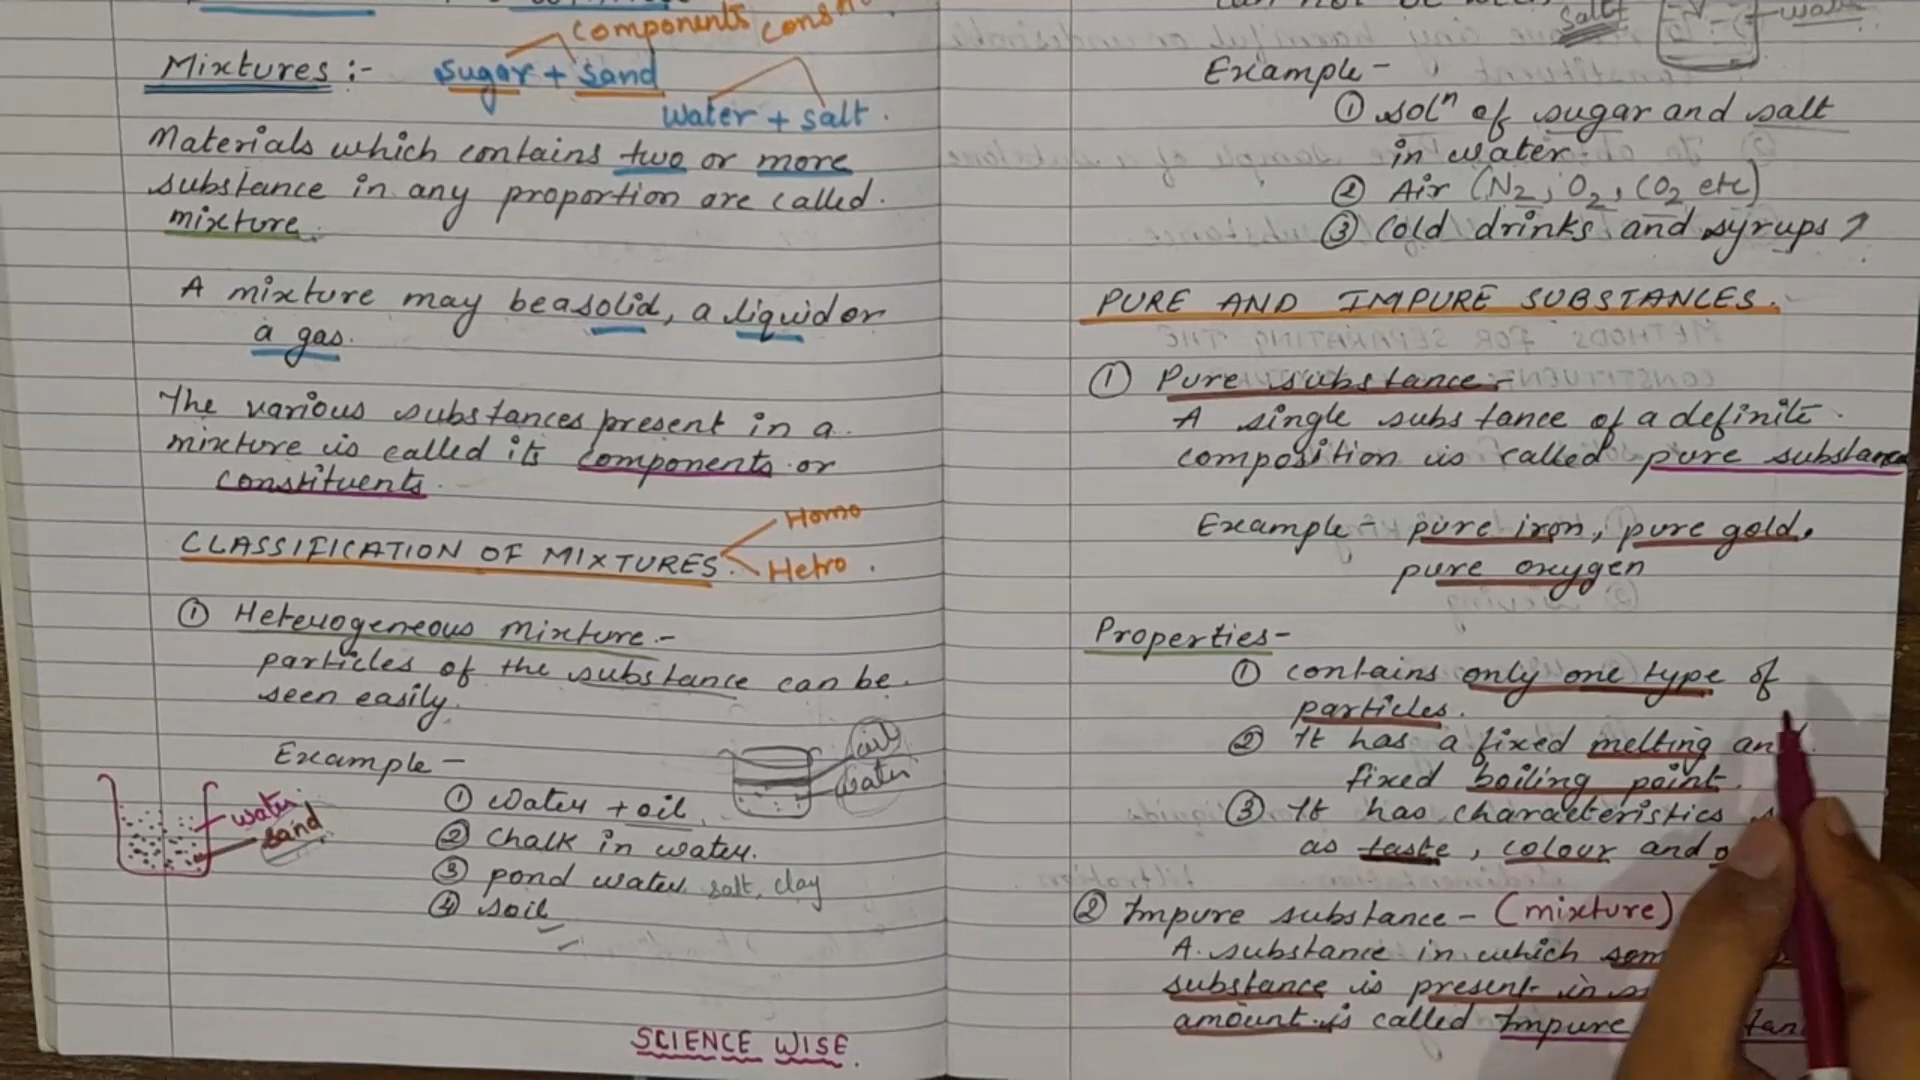 components
Mixtures :-
sugar + sand
water + salt.
Materials which contains two or more
substance in any proportion are called.
mixture.
A mixture may be a solid, a liquid or
a gas.
The various substances present in a
mixture is called its components or
constituents.
CLASSIFICATION OF MIXTURES.
Homo
Hetro.
① Heterogeneous mixture.-
particles of the substance can be.
seen easily.
Example -
① water + oil.
② chalk in water.
③ pond water salt, clay
④ soil
oil
water
water
sand
SCIENCE WISE.
salt
Example -
① solⁿ of sugar and salt
in water.
② Air (N2, O2, CO2 etc)
③ cold drinks and syrups
PURE AND IMPURE SUBSTANCES.
① Pure substance:-
A single substance of a definite.
composition is called pure substance
Example - pure iron, pure gold,
pure oxygen
Properties-
① contains only one type of
particles.
② It has a fixed melting an
fixed boiling point.
③ It has characteristics
as taste, colour and
② Impure substance - (mixture)
A. substance in which
substance is present in
amount is called Impure